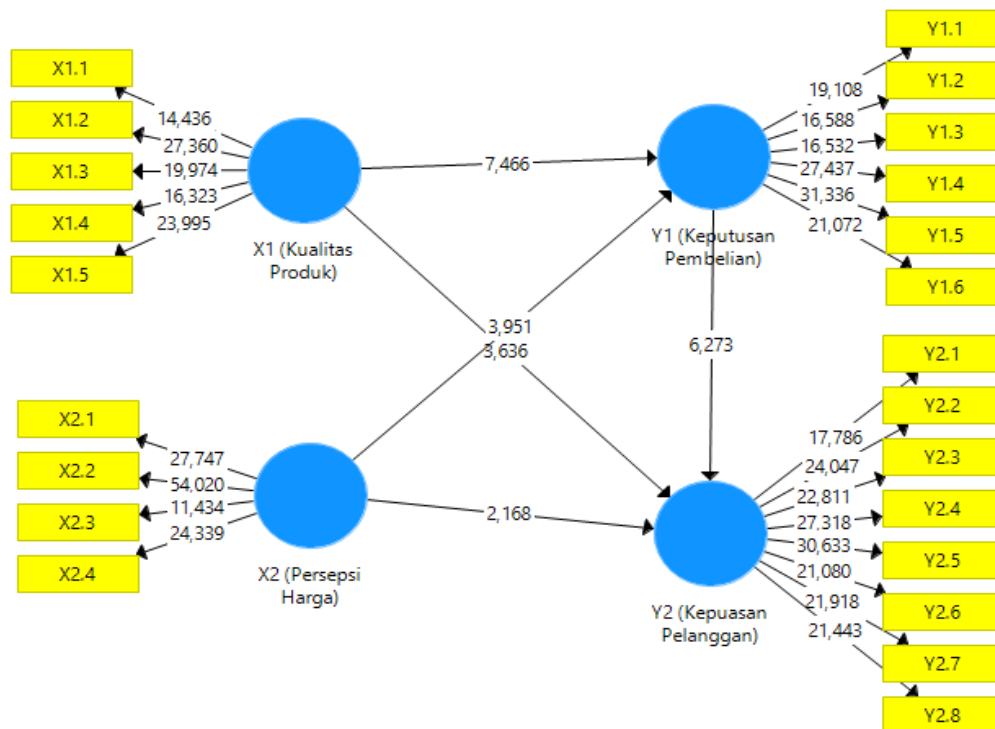 X1.1
X1.2
X1.3
X1.4
X1.5
14,436
27,360
19,974
16,323
23,995
X1 (Kualitas
Produk)
7,466
3,951
3,636
6,273
2,168
Y1 (Keputusan
Pembelian)
19,108
16,588
16,532
27,437
31,336
21,072
Y1.1
Y1.2
Y1.3
Y1.4
Y1.5
Y1.6
X2.1
X2.2
X2.3
X2.4
27,747
54,020
11,434
24,339
X2 (Persepsi
Harga)
Y2 (Kepuasan
Pelanggan)
17,786
24,047
22,811
27,318
30,633
21,080
21,918
21,443
Y2.1
Y2.2
Y2.3
Y2.4
Y2.5
Y2.6
Y2.7
Y2.8